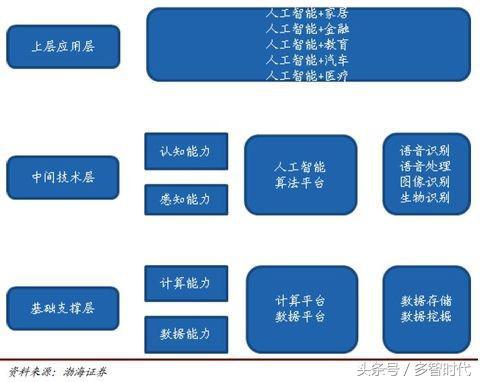 上层应用层
人工智能+家居
人工智能+金融
人工智能+教育
人工智能+汽车
人工智能+医疗
中间技术层
认知能力
感知能力
人工智能
算法平台
语音识别
语音处理
图像识别
生物识别
基础支撑层
计算能力
数据能力
计算平台
数据平台
数据存储
数据挖掘
资料来源：渤海证券
头条号 / 多智时代